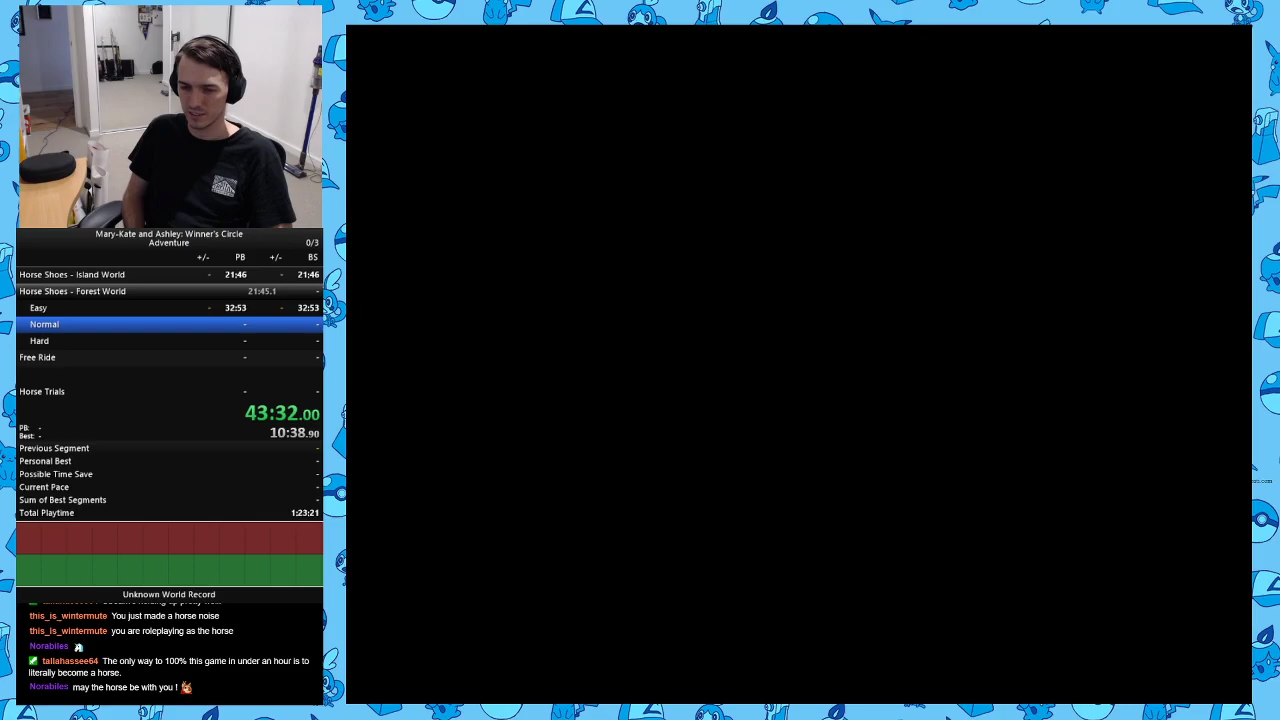 Mary-Kate and Ashley: Winner's Circle
Adventure 0/3
+/- PB +/- BS
Horse Shoes - Island World - 21:46 - 21:46
Horse Shoes - Forest World 21:45.1 -
Easy - 32:53 - 32:53
Normal - -
Hard - -
Free Ride - -
Horse Trials - -
43:32.00
PB: -
Best: - 10:38.90
Previous Segment -
Personal Best -
Possible Time Save -
Current Pace -
Sum of Best Segments -
Total Playtime 1:23:21
Unknown World Record
this_is_wintermute You just made a horse noise
this_is_wintermute you are roleplaying as the horse
Norabiles
tallahassee64 The only way to 100% this game in under an hour is to
literally become a horse.
Norabiles may the horse be with you !